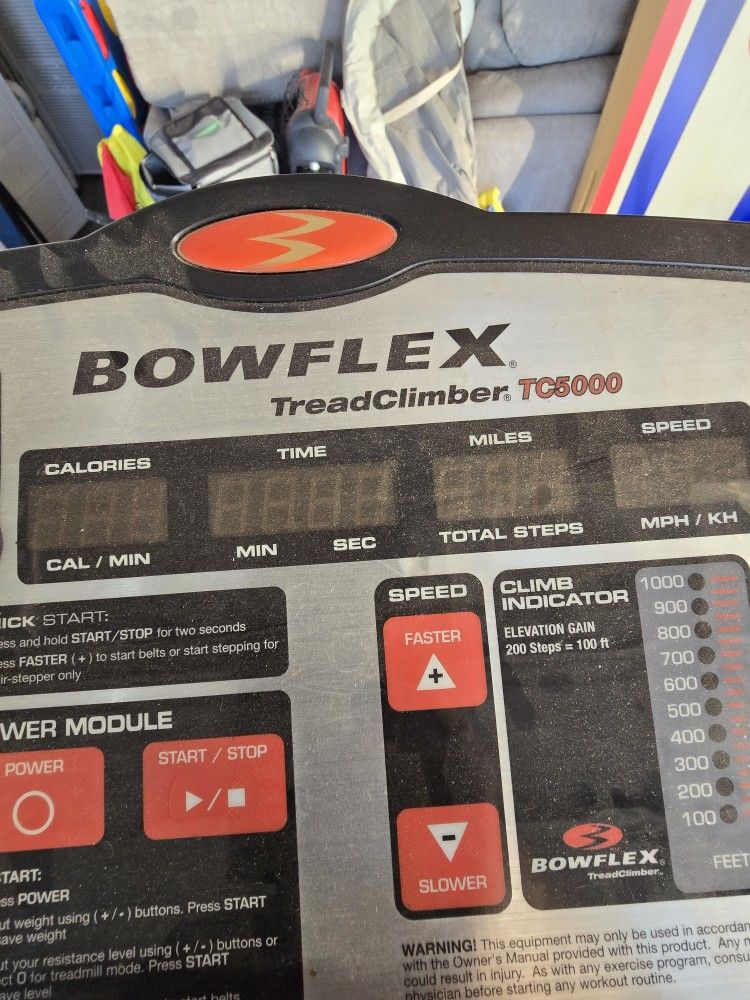 BOWFLEX®
TreadClimber® TC5000
CALORIES
TIME
MILES
SPEED
CAL / MIN
MIN
SEC
TOTAL STEPS
MPH / KH
ICK START:
ess and hold START/STOP for two seconds
ess FASTER (+) to start belts or start stepping for
ir-stepper only
WER MODULE
POWER
START / STOP
START:
ss POWER
ut weight using (+/-) buttons. Press START
ave weight
ut your resistance level using (+/-) buttons or
ct 0 for treadmill mode. Press START
ave level
SPEED
FASTER
+
-
SLOWER
CLIMB
INDICATOR
ELEVATION GAIN
200 Steps = 100 ft
1000
900
800
700
600
500
400
300
200
100
FEET
BOWFLEX®
TreadClimber™
WARNING! This equipment may only be used in accordan
with the Owner's Manual provided with this product. Any m
could result in injury. As with any exercise program, consu
physician before starting any workout routine.